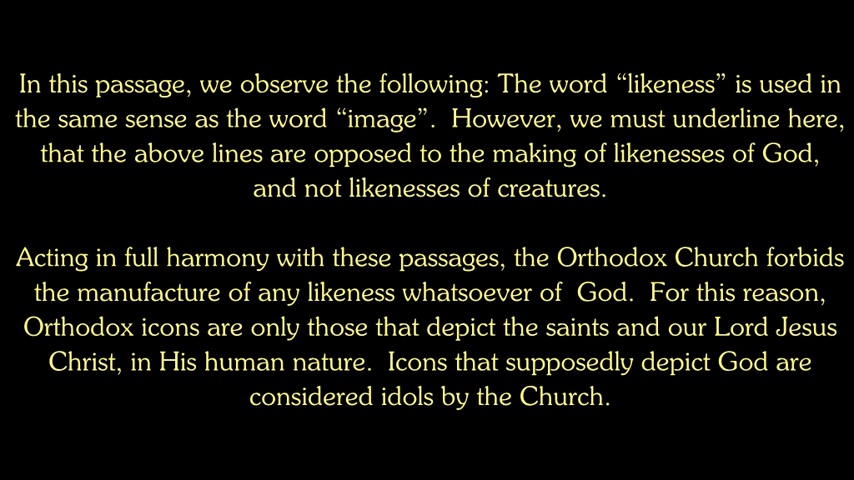 In this passage, we observe the following: The word “likeness” is used in
the same sense as the word “image”.  However, we must underline here,
that the above lines are opposed to the making of likenesses of God,
and not likenesses of creatures.
Acting in full harmony with these passages, the Orthodox Church forbids
the manufacture of any likeness whatsoever of  God.  For this reason,
Orthodox icons are only those that depict the saints and our Lord Jesus
Christ, in His human nature.  Icons that supposedly depict God are
considered idols by the Church.